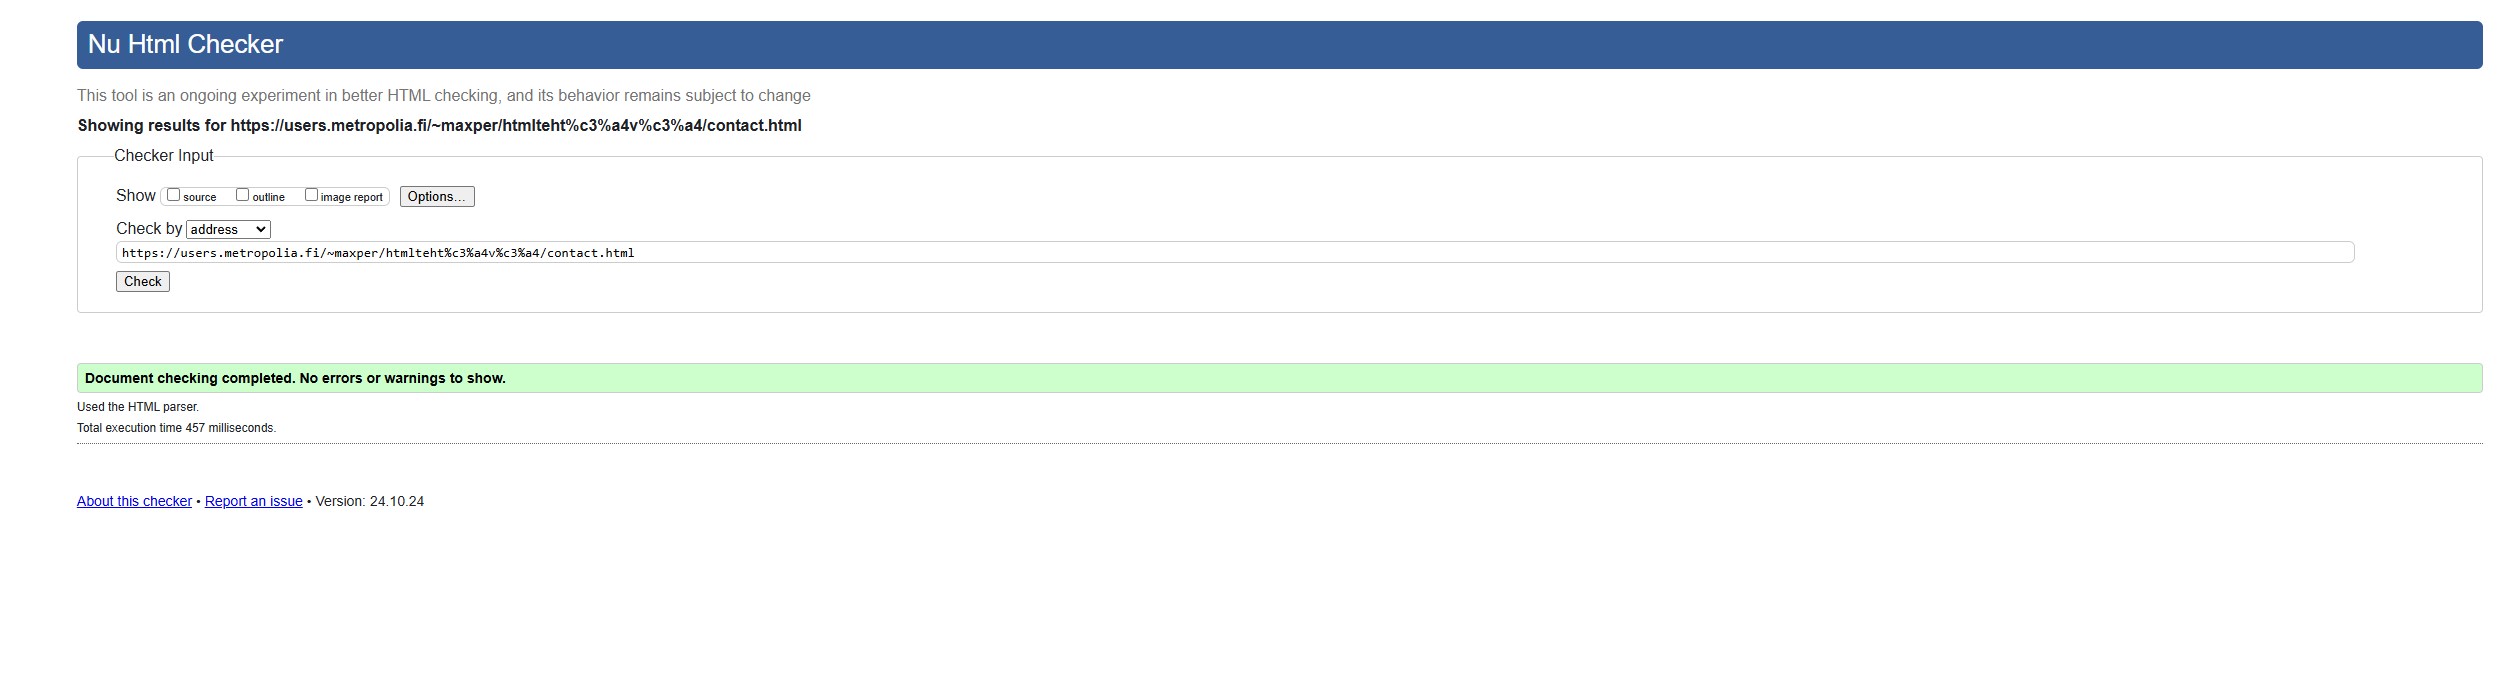 Nu Html Checker
This tool is an ongoing experiment in better HTML checking, and its behavior remains subject to change
Showing results for https://users.metropolia.fi/~maxper/htmlteht%c3%a4v%c3%a4/contact.html
Checker Input
Show source outline image report Options...
Check by address
https://users.metropolia.fi/~maxper/htmlteht%c3%a4v%c3%a4/contact.html
Check
Document checking completed. No errors or warnings to show.
Used the HTML parser.
Total execution time 457 milliseconds.
About this checker • Report an issue • Version: 24.10.24